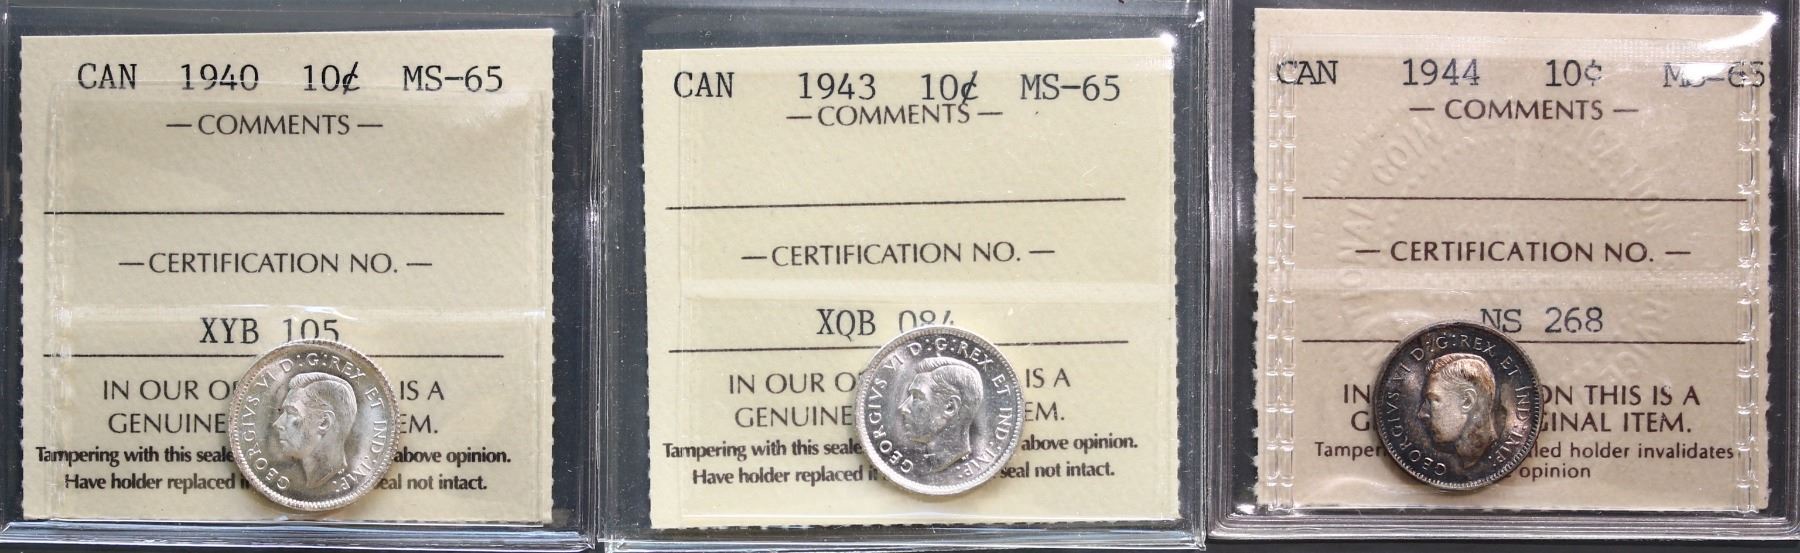 CAN 1940 10¢ MS-65
— COMMENTS —
— CERTIFICATION NO. —
XYB 105
IN OUR O IS A
GENUINE EM.
Tampering with this seale above opinion.
Have holder replaced i eal not intact.
GEORGIVS VI D:G:REX ET IND:IMP:
CAN 1943 10¢ MS-65
— COMMENTS —
— CERTIFICATION NO. —
XQB 084
IN OUR O IS A
GENUINE EM.
Tampering with this seale above opinion.
Have holder replaced i seal not intact.
GEORGIVS VI D:G:REX ET IND:IMP:
CAN 1944 10¢ MS-65
— COMMENTS —
— CERTIFICATION NO. —
NS 268
IN ON THIS IS A
G GINAL ITEM.
Tamper led holder invalidates
opinion
GEORGIVS VI D:G:REX ET IND:IMP: